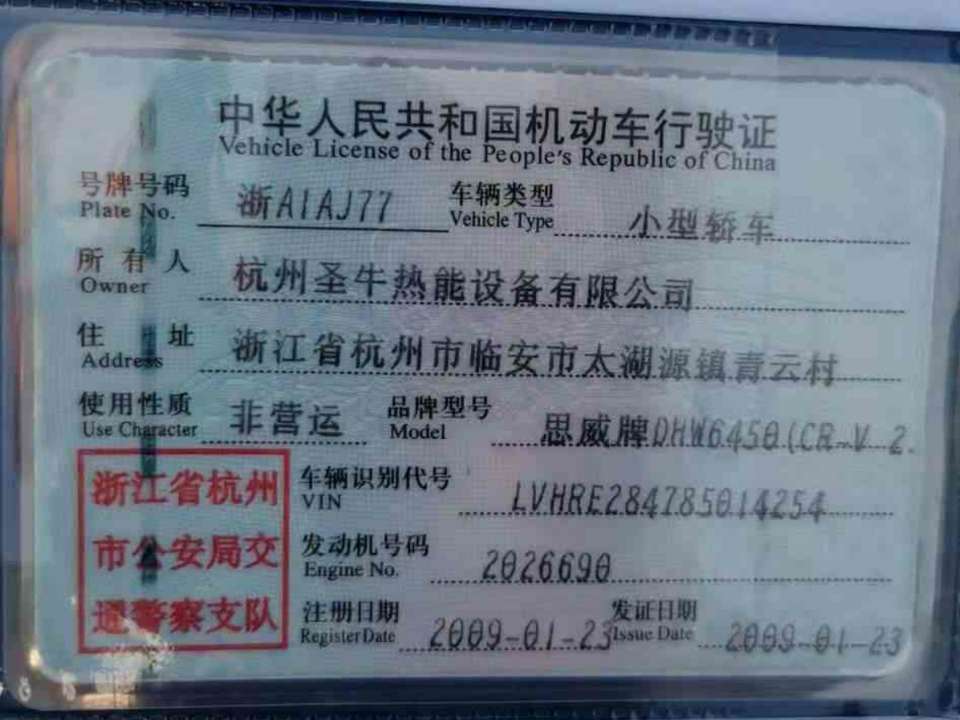 中华人民共和国机动车行驶证
Vehicle License of the People's Republic of China
号牌号码 浙A1AJ77 车辆类型 小型轿车
Plate No. Vehicle Type
所有人 杭州圣牛热能设备有限公司
Owner
住址 浙江省杭州市临安市太湖源镇青云村
Address
使用性质 非营运 品牌型号 思威牌DHW6450(CR-V 2.
Use Character Model
浙江省杭州
市公安局交
通警察支队
车辆识别代号 LVHRE284785014254
VIN
发动机号码 2026690
Engine No.
注册日期 2009-01-23 发证日期 2009-01-23
Register Date Issue Date